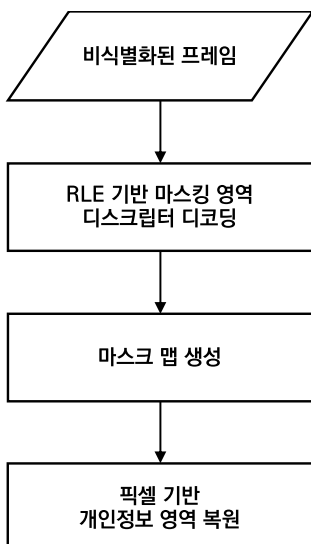 비식별화된 프레임
RLE 기반 마스킹 영역
디스크립터 디코딩
마스크 맵 생성
픽셀 기반
개인정보 영역 복원